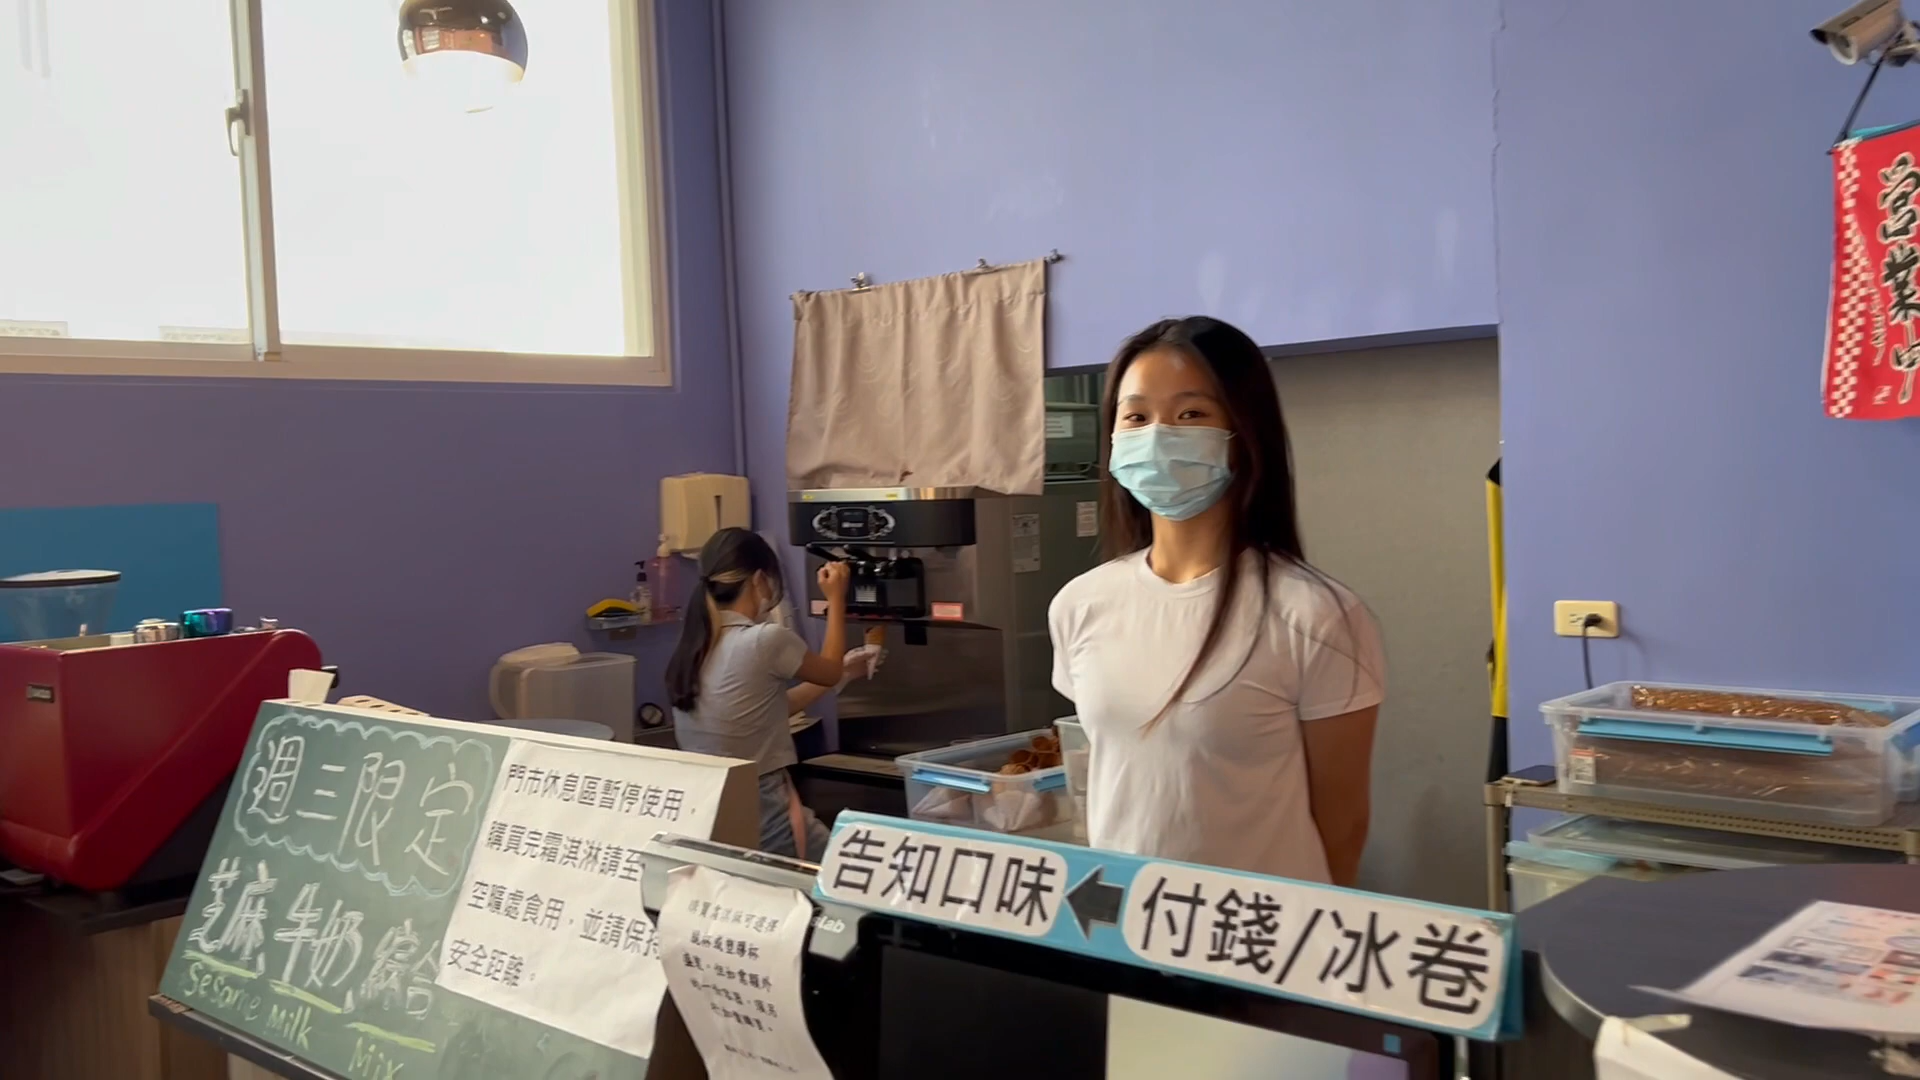 週三限定
芝麻 牛奶 綜合
Sesame Milk Mix
門市休息區暫停使用，
購買完霜淇淋請至
空曠處食用，並請保持
安全距離。
告知口味 ← 付錢/冰卷
營業中